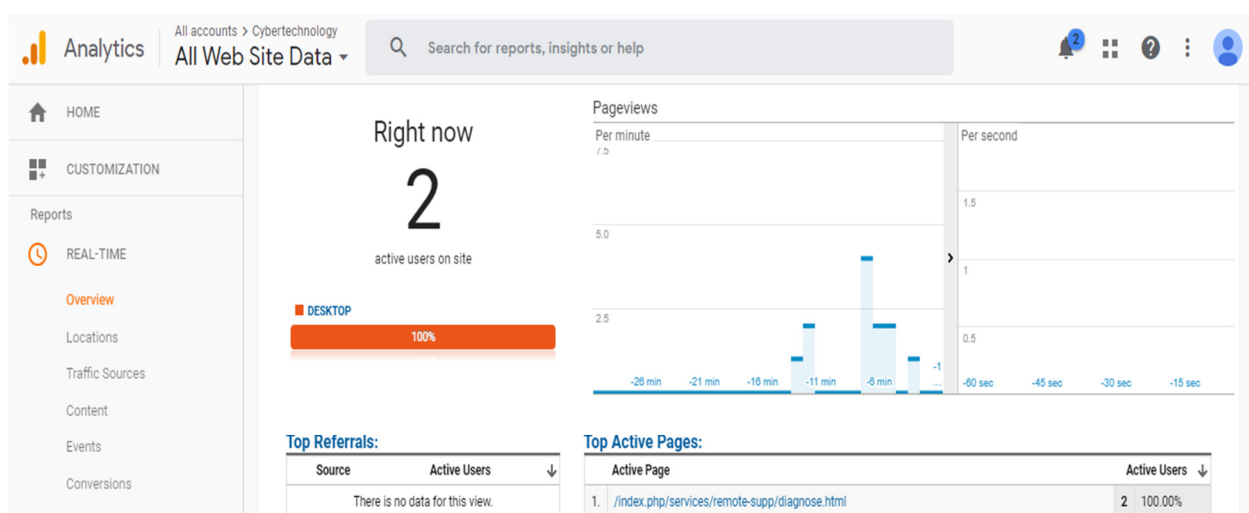 All accounts > Cybertechnology
Analytics
All Web Site Data
Search for reports, insights or help
2
HOME
CUSTOMIZATION
Reports
REAL-TIME
Overview
Locations
Traffic Sources
Content
Events
Conversions
Right now
2
active users on site
DESKTOP
100%
Pageviews
Per minute
7.5
5.0
2.5
-26 min -21 min -16 min -11 min -6 min -1
...
Per second
1.5
1
0.5
-60 sec -45 sec -30 sec -15 sec
Top Referrals:
Source Active Users
There is no data for this view.
Top Active Pages:
Active Page Active Users
1. /index.php/services/remote-supp/diagnose.html 2 100.00%